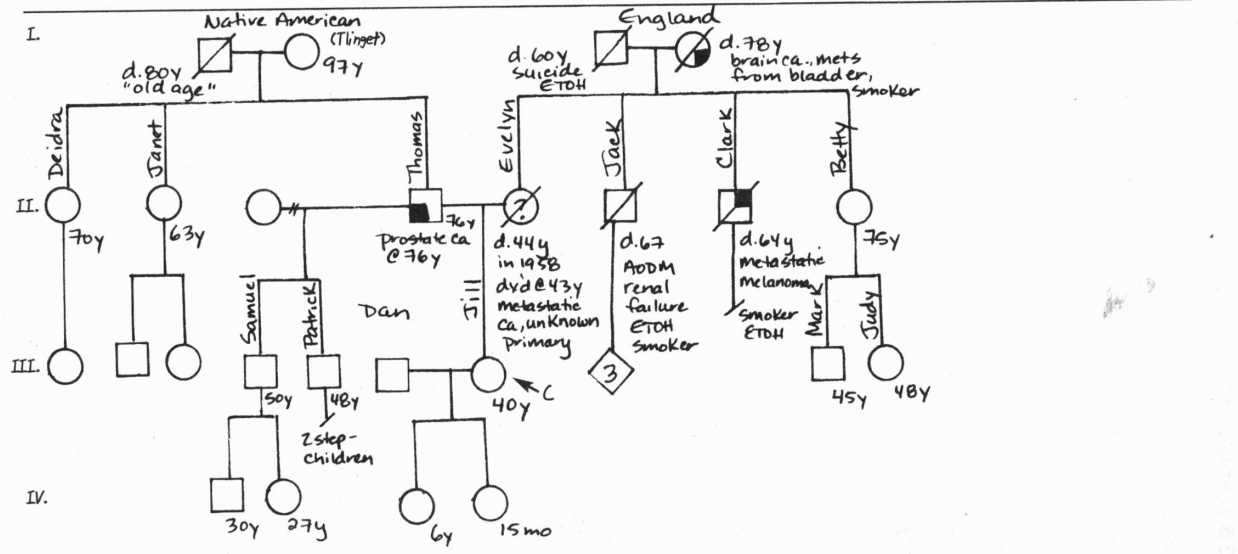 I.
Native American
(Tlinget)
97y
d.80y
"old age"
England
d.60y
suicide
ETOH
d.78y
brain ca., mets
from bladder,
smoker
Deidra
Janet
Thomas
Evelyn
Jack
Clark
Betty
II.
70y
63y
76y
prostate ca
@ 76y
?
d.44y
in 1958
dx'd @ 43y
metastatic
ca, unknown
primary
d.67
AODM
renal
failure
ETOH
smoker
d.64y
metastatic
melanoma
smoker
ETOH
75y
Samuel
Patrick
Dan
Jill
Mark
Judy
III.
50y
48y
2 step-
children
40y
C
3
45y
48y
IV.
30y
27y
6y
15mo